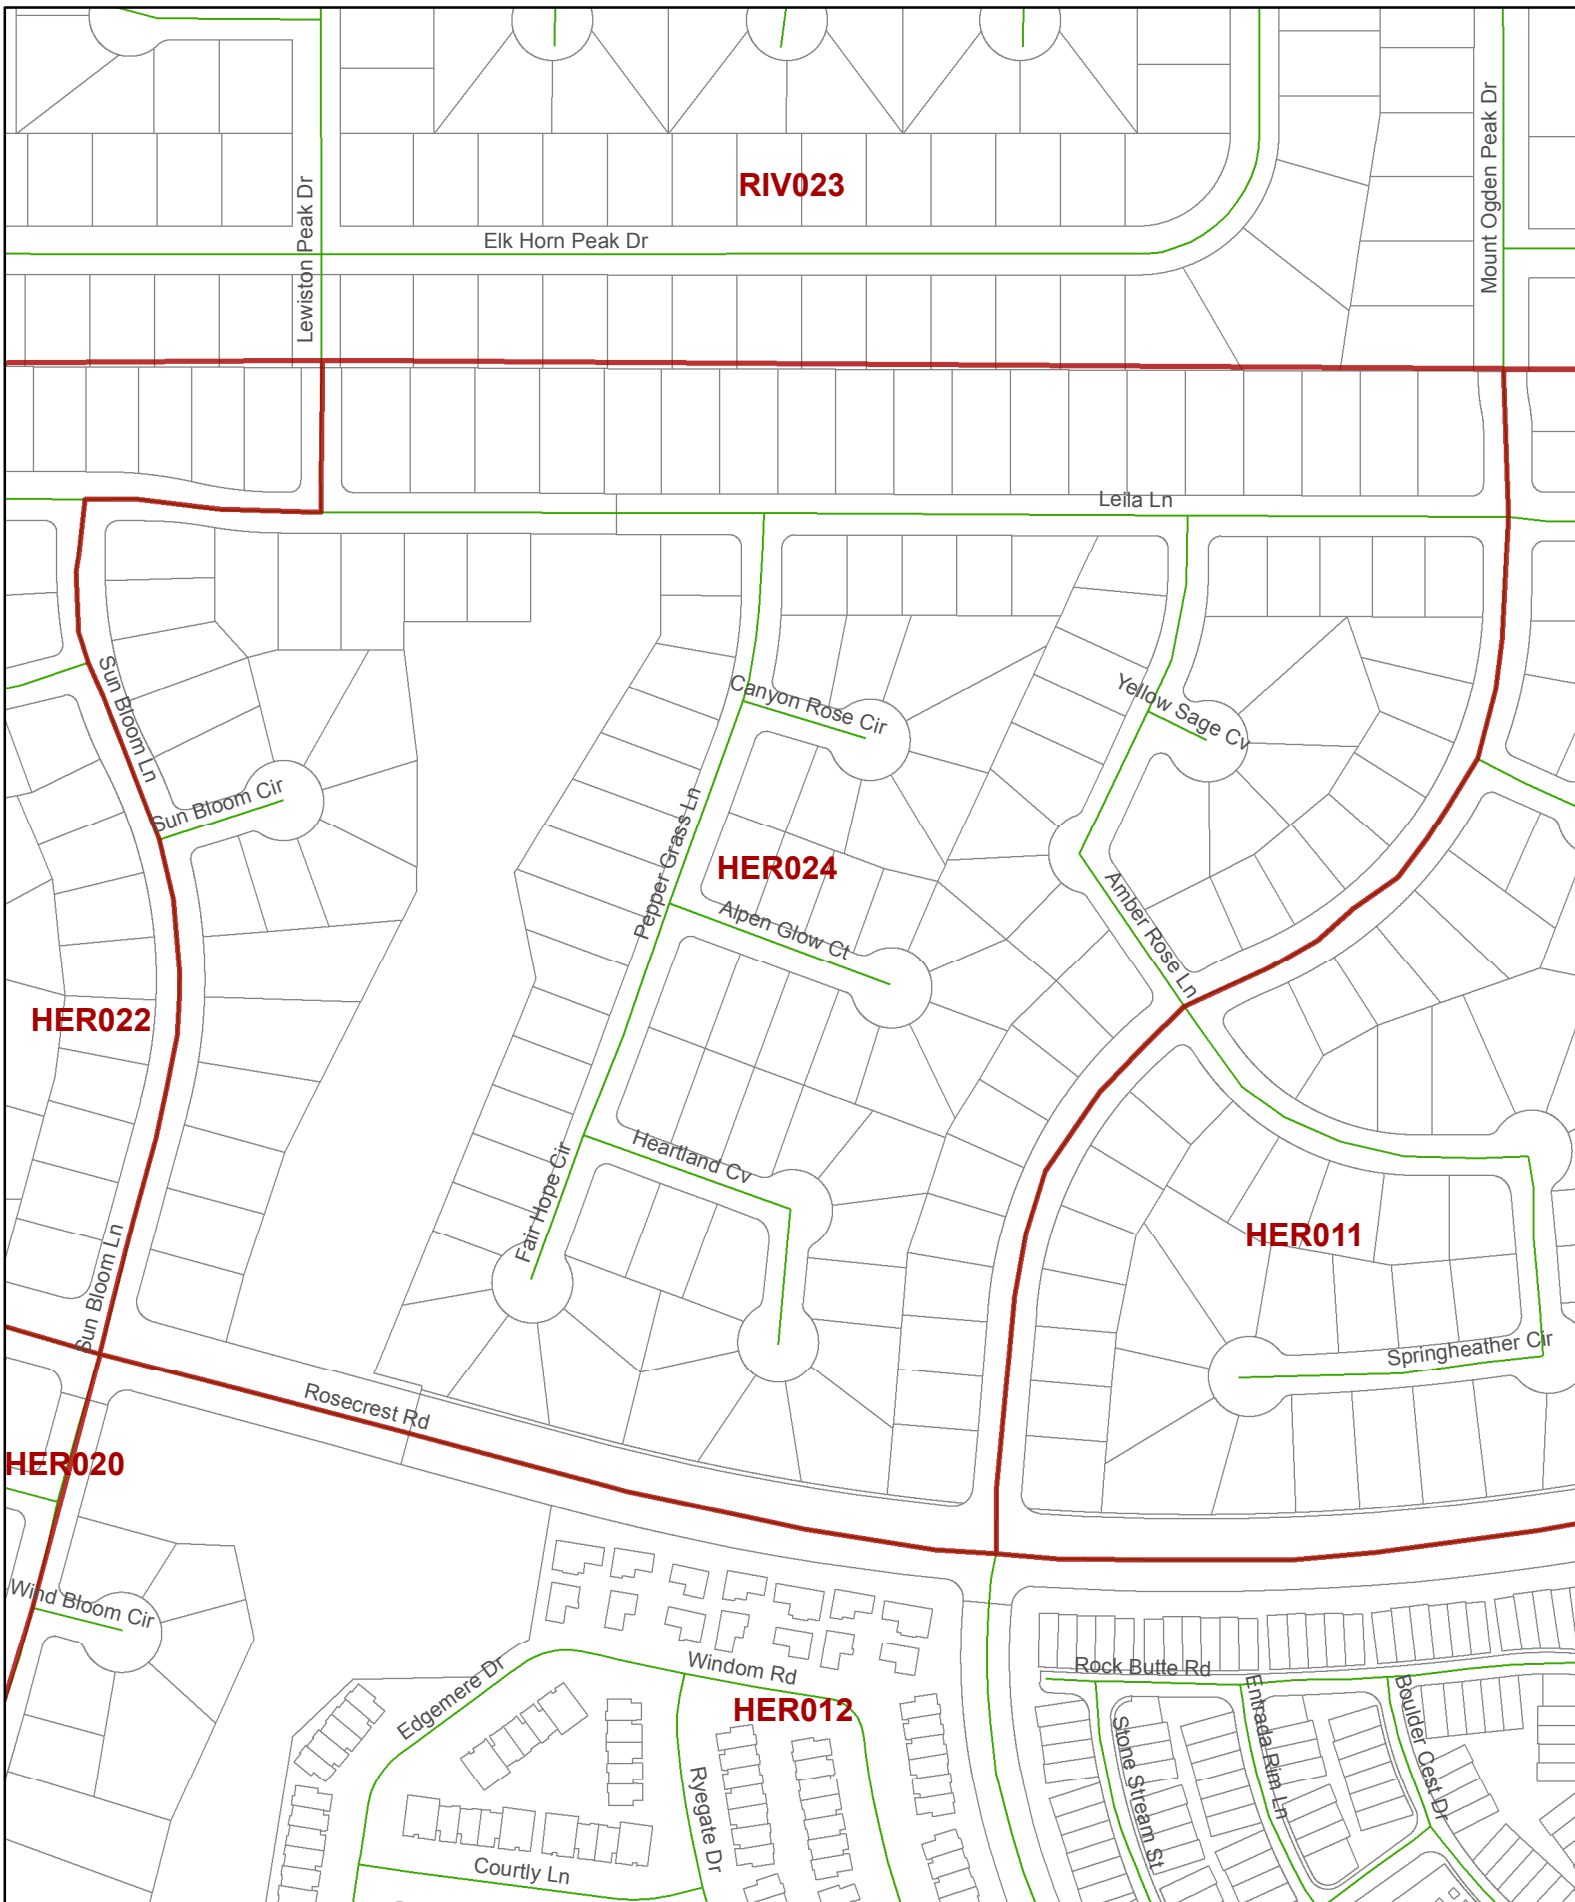 RIV023
Lewiston Peak Dr
Elk Horn Peak Dr
Mount Ogden Peak Dr
Leila Ln
Sun Bloom Ln
Canyon Rose Cir
Yellow Sage Cv
Sun Bloom Cir
Pepper Grass Ln
HER024
Alpen Glow Ct
Amber Rose Ln
HER022
Heartland Cv
Fair Hope Cir
HER011
Sun Bloom Ln
Springheather Cir
Rosecrest Rd
HER020
Wind Bloom Cir
Edgemere Dr
Windom Rd
HER012
Rock Butte Rd
Stone Stream St
Entrada Rim Ln
Boulder Cest Dr
Ryegate Dr
Courtly Ln